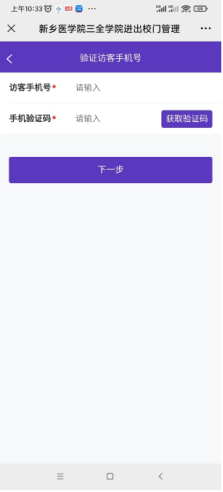 上午10:33
新乡医学院三全学院进出校门管理
验证访客手机号
访客手机号* 请输入
手机验证码* 请输入 获取验证码
下一步